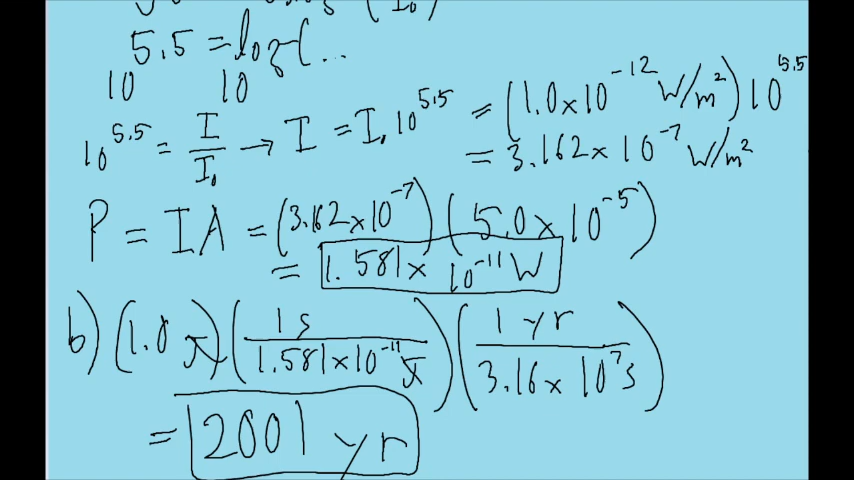 5.5 = log(...
10 10
10^5.5 = I/I₀ → I = I₀10^5.5 = (1.0×10^-12 W/m²)10^5.5
= 3.162×10^-7 W/m²
P = IA = (3.162×10^-7)(5.0×10^-5)
= 1.581×10^-11 W
b) (1.0 J)(1 s/1.581×10^-11 J)(1 yr/3.16×10^7 s)
= 2001 yr